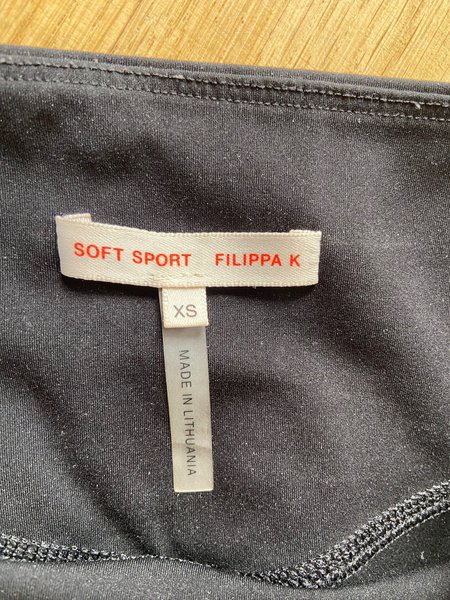 SOFT SPORT FILIPPA K
XS
MADE IN LITHUANIA